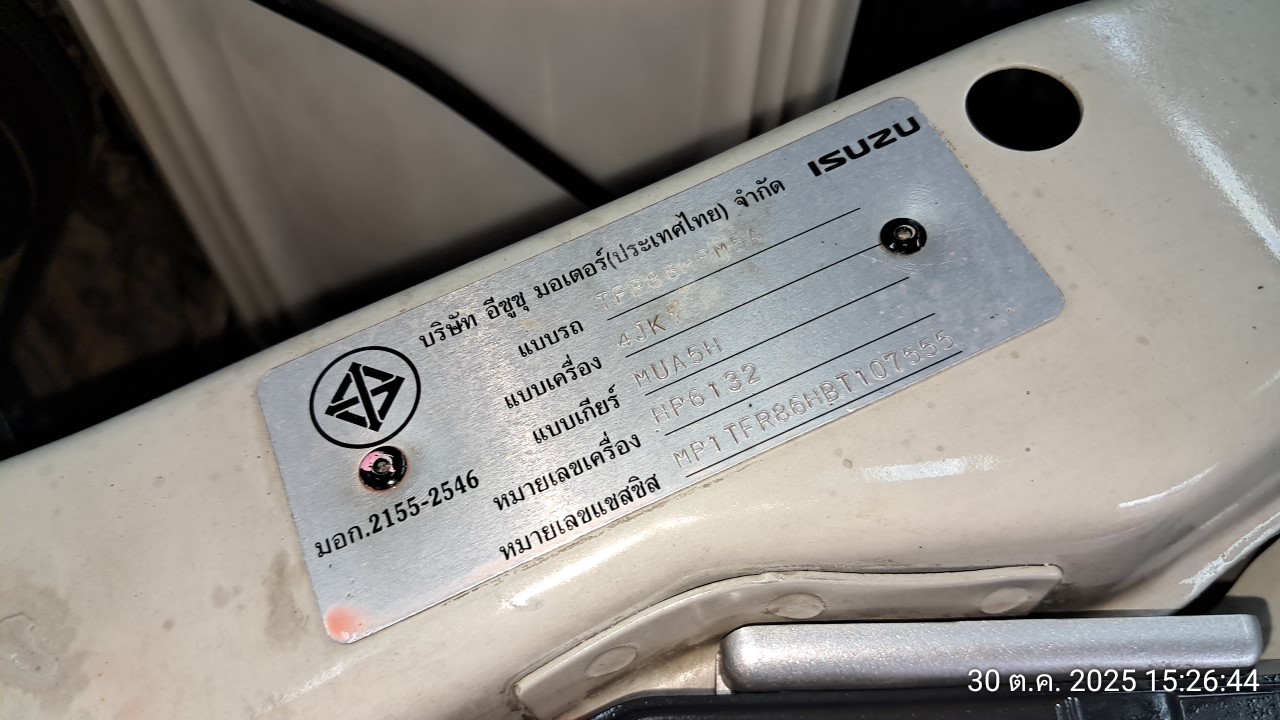 ISUZU
บริษัท อีซูซุ มอเตอร์(ประเทศไทย) จำกัด
แบบรถ
แบบเครื่อง 4JK1
แบบเกียร์ MUA5H
หมายเลขเครื่อง HP6132
หมายเลขแชสซิส MP1TFR86HBT107555
มอก.2155-2546
30 ต.ค. 2025 15:26:44